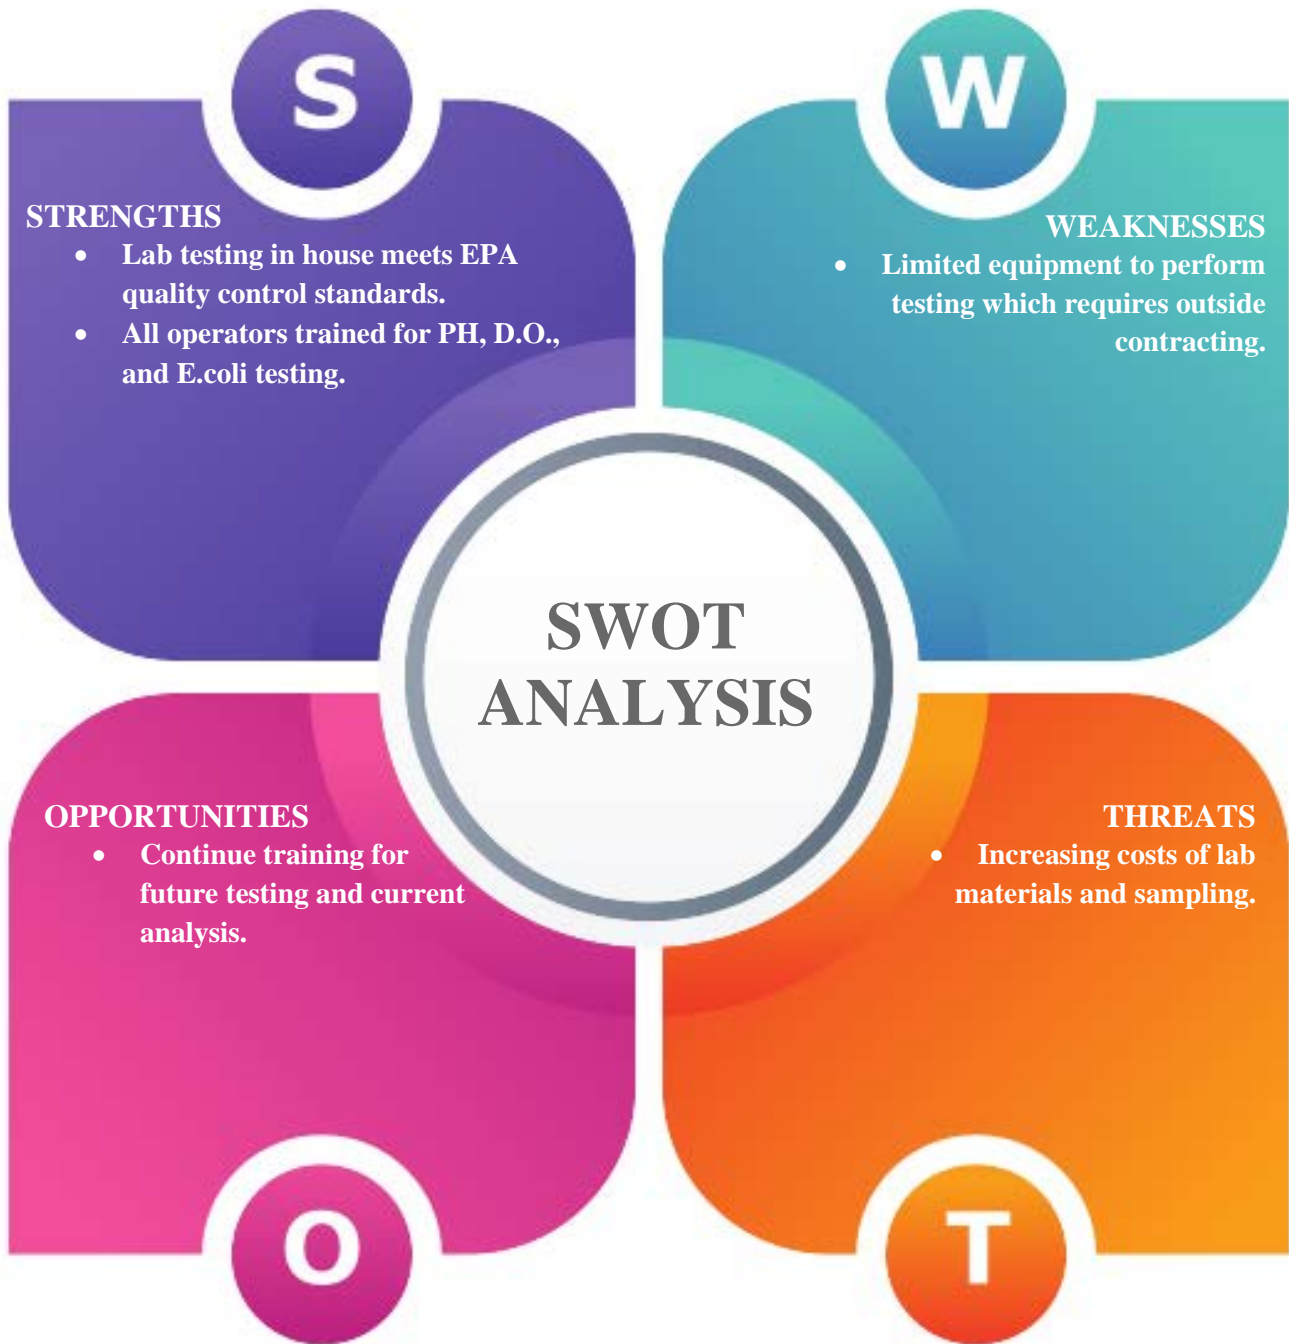 S
STRENGTHS
• Lab testing in house meets EPA
quality control standards.
• All operators trained for PH, D.O.,
and E.coli testing.
W
WEAKNESSES
• Limited equipment to perform
testing which requires outside
contracting.
SWOT
ANALYSIS
OPPORTUNITIES
• Continue training for
future testing and current
analysis.
O
THREATS
• Increasing costs of lab
materials and sampling.
T